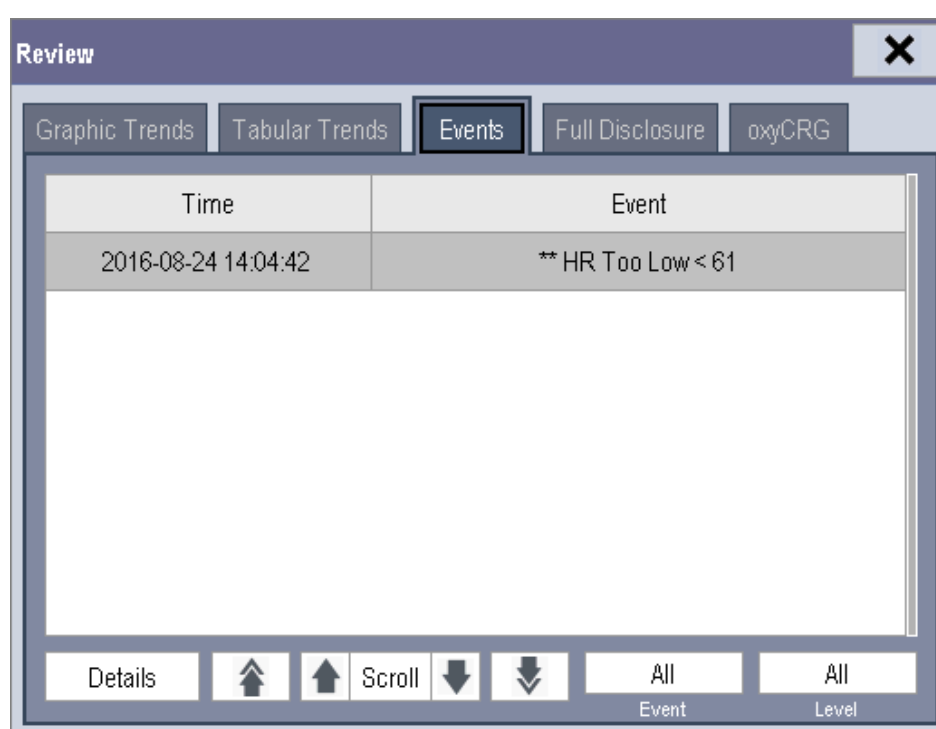 Review
Graphic Trends Tabular Trends Events Full Disclosure oxyCRG
Time Event
2016-08-24 14:04:42 ** HR Too Low < 61
Details Scroll All All
Event Level